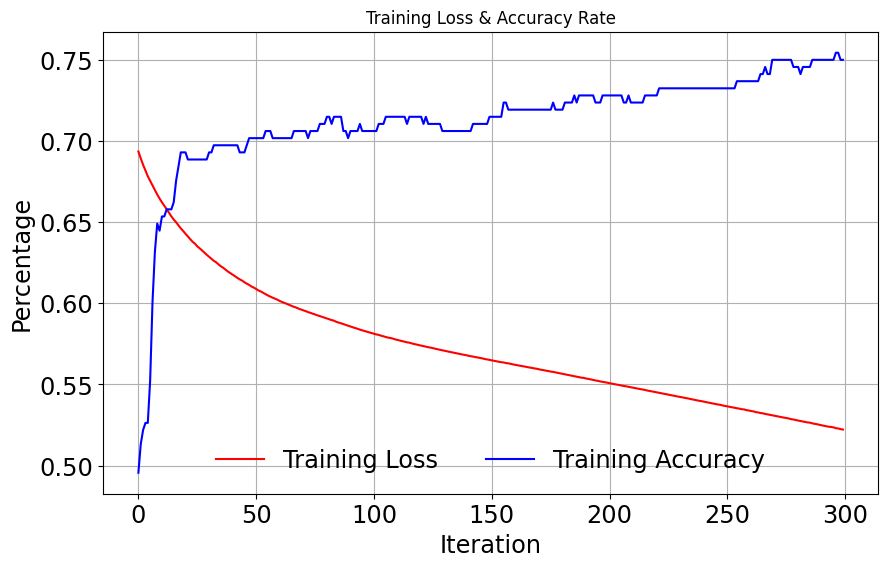 Training Loss & Accuracy Rate
Percentage
0.75
0.70
0.65
0.60
0.55
0.50
Training Loss
Training Accuracy
0 50 100 150 200 250 300
Iteration